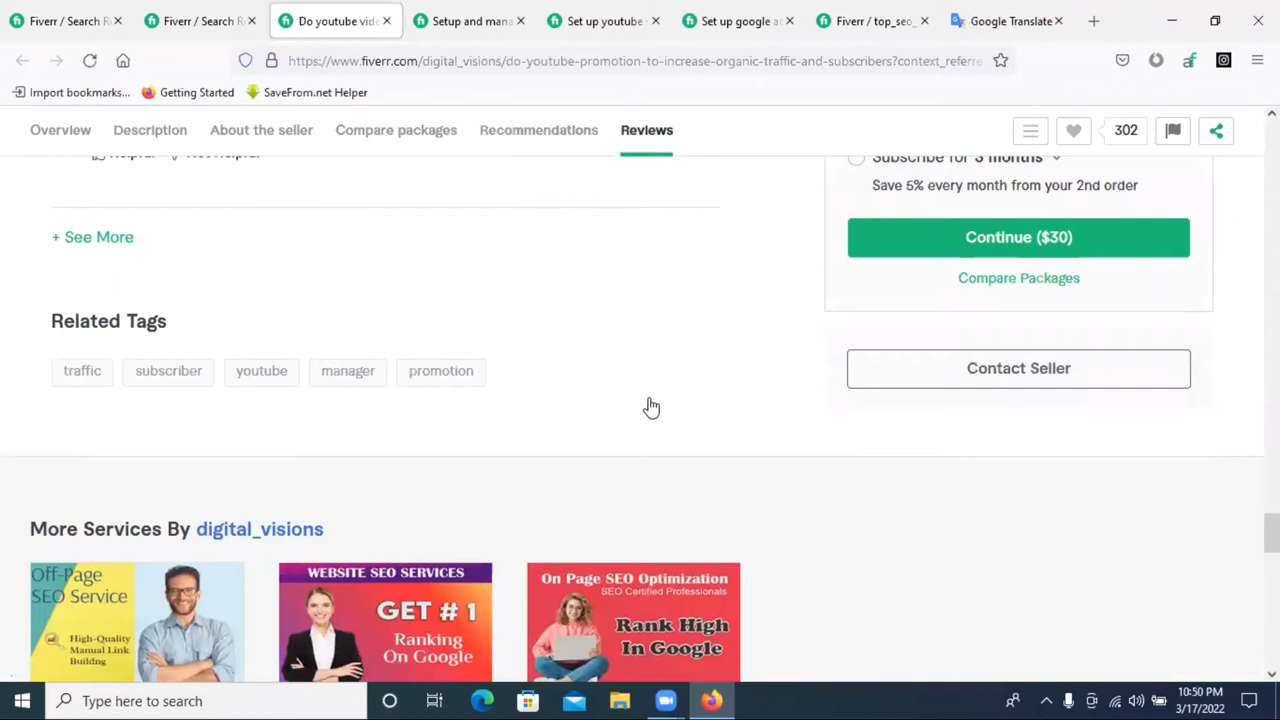 Fiverr / Search R
Fiverr / Search R
Do youtube vid
Setup and man
Set up youtube
Set up google a
Fiverr / top_seo_
Google Translate
https://www.fiverr.com/digital_visions/do-youtube-promotion-to-increase-organic-traffic-and-subscribers?context_referre
Import bookmarks...
Getting Started
SaveFrom.net Helper
Overview
Description
About the seller
Compare packages
Recommendations
Reviews
302
Helpful
Not Helpful
Subscribe for 3 months
Save 5% every month from your 2nd order
+ See More
Continue ($30)
Compare Packages
Related Tags
traffic
subscriber
youtube
manager
promotion
Contact Seller
More Services By digital_visions
Off-Page
SEO Service
High-Quality
Manual Link
Building
WEBSITE SEO SERVICES
GET # 1
Ranking
On Google
On Page SEO Optimization
SEO Certified Professionals
Rank High
In Google
Type here to search
10:50 PM
3/17/2022